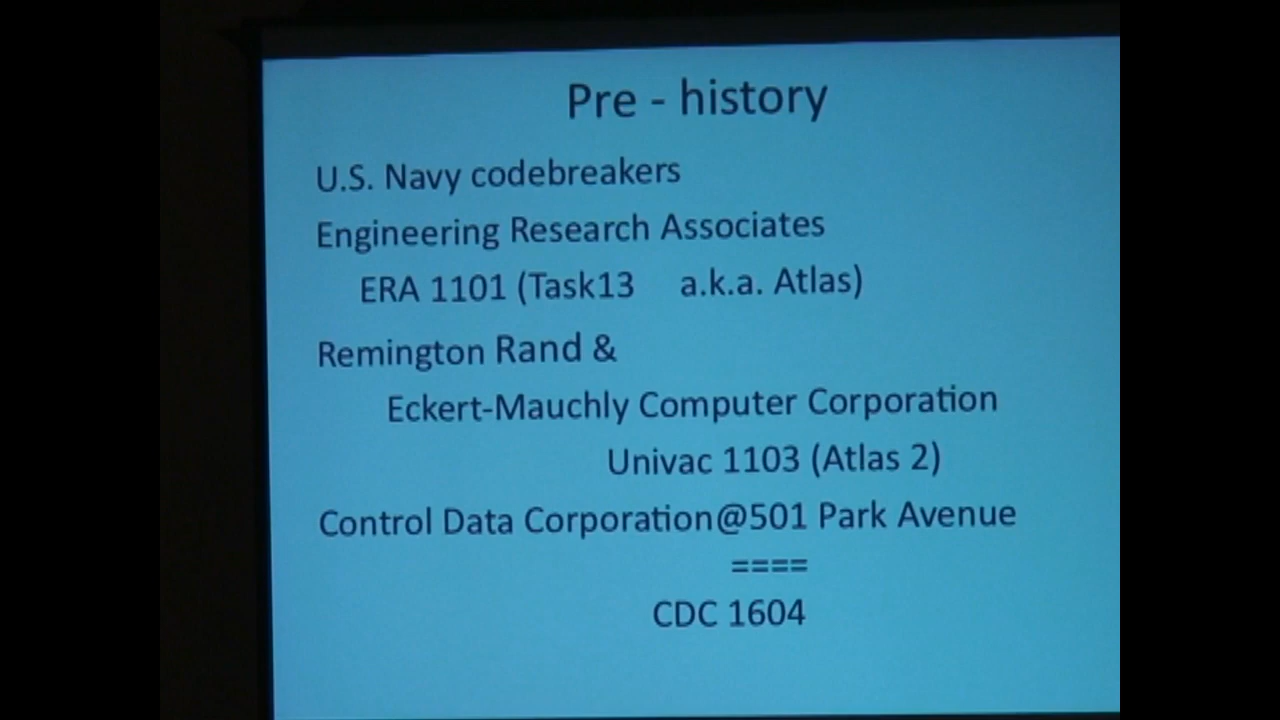 Pre - history
U.S. Navy codebreakers
Engineering Research Associates
ERA 1101 (Task13 a.k.a. Atlas)
Remington Rand &
Eckert-Mauchly Computer Corporation
Univac 1103 (Atlas 2)
Control Data Corporation@501 Park Avenue
====
CDC 1604